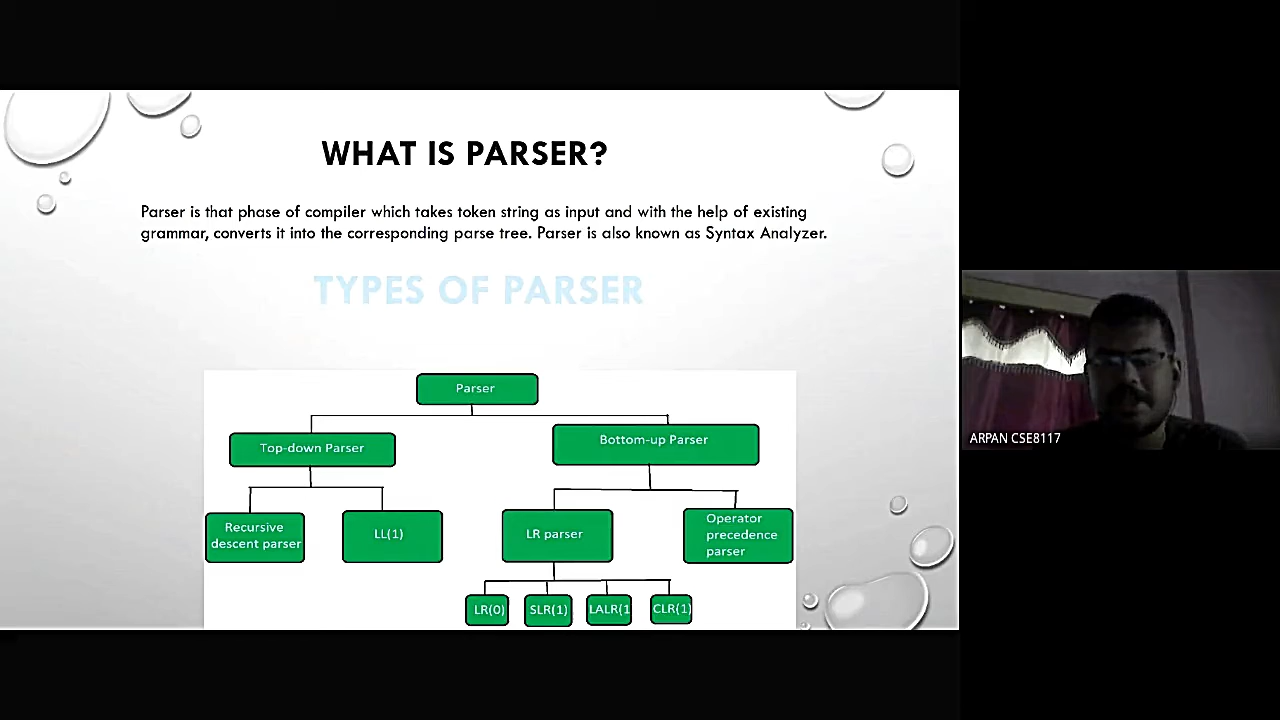 WHAT IS PARSER?
Parser is that phase of compiler which takes token string as input and with the help of existing
grammar, converts it into the corresponding parse tree. Parser is also known as Syntax Analyzer.
TYPES OF PARSER
Parser
Top-down Parser
Bottom-up Parser
Recursive
descent parser
LL(1)
LR parser
Operator
precedence
parser
LR(0)
SLR(1)
LALR(1
CLR(1)
ARPAN CSE8117